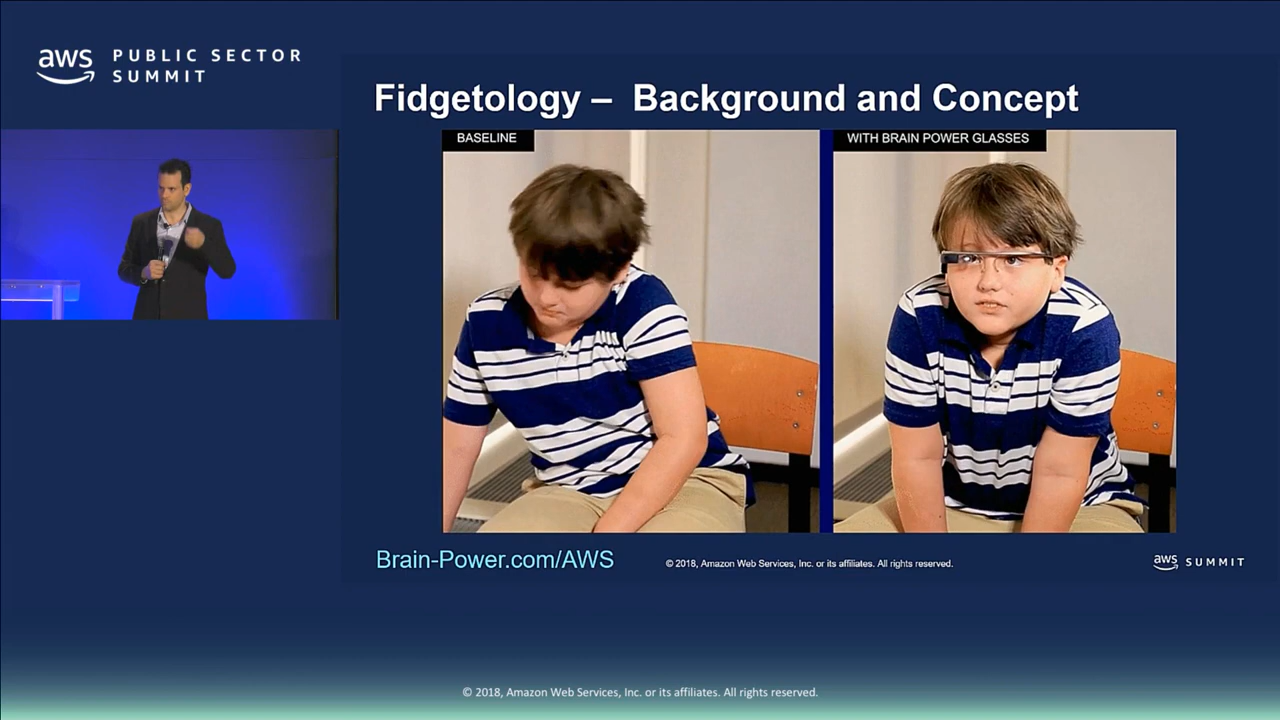 aws PUBLIC SECTOR
SUMMIT
Fidgetology – Background and Concept
BASELINE
WITH BRAIN POWER GLASSES
Brain-Power.com/AWS
© 2018, Amazon Web Services, Inc. or its affiliates. All rights reserved.
aws SUMMIT
© 2018, Amazon Web Services, Inc. or its affiliates. All rights reserved.